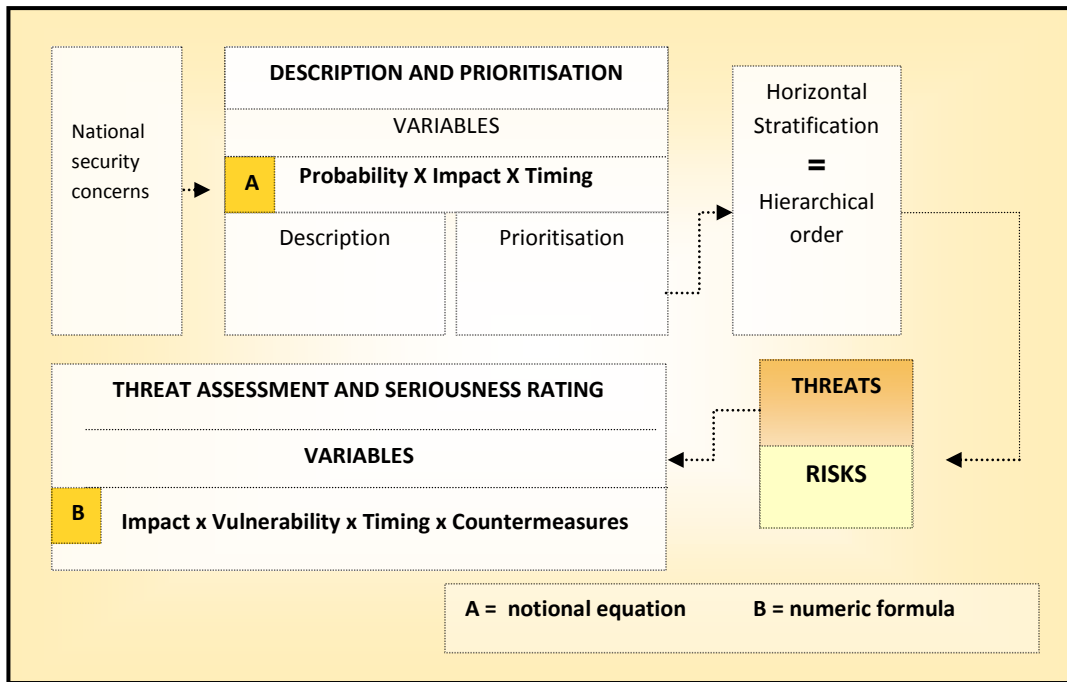 National
security
concerns
DESCRIPTION AND PRIORITISATION
VARIABLES
A
Probability X Impact X Timing
Description
Prioritisation
Horizontal
Stratification
=
Hierarchical
order
THREATS
RISKS
THREAT ASSESSMENT AND SERIOUSNESS RATING
VARIABLES
B
Impact x Vulnerability x Timing x Countermeasures
A = notional equation B = numeric formula